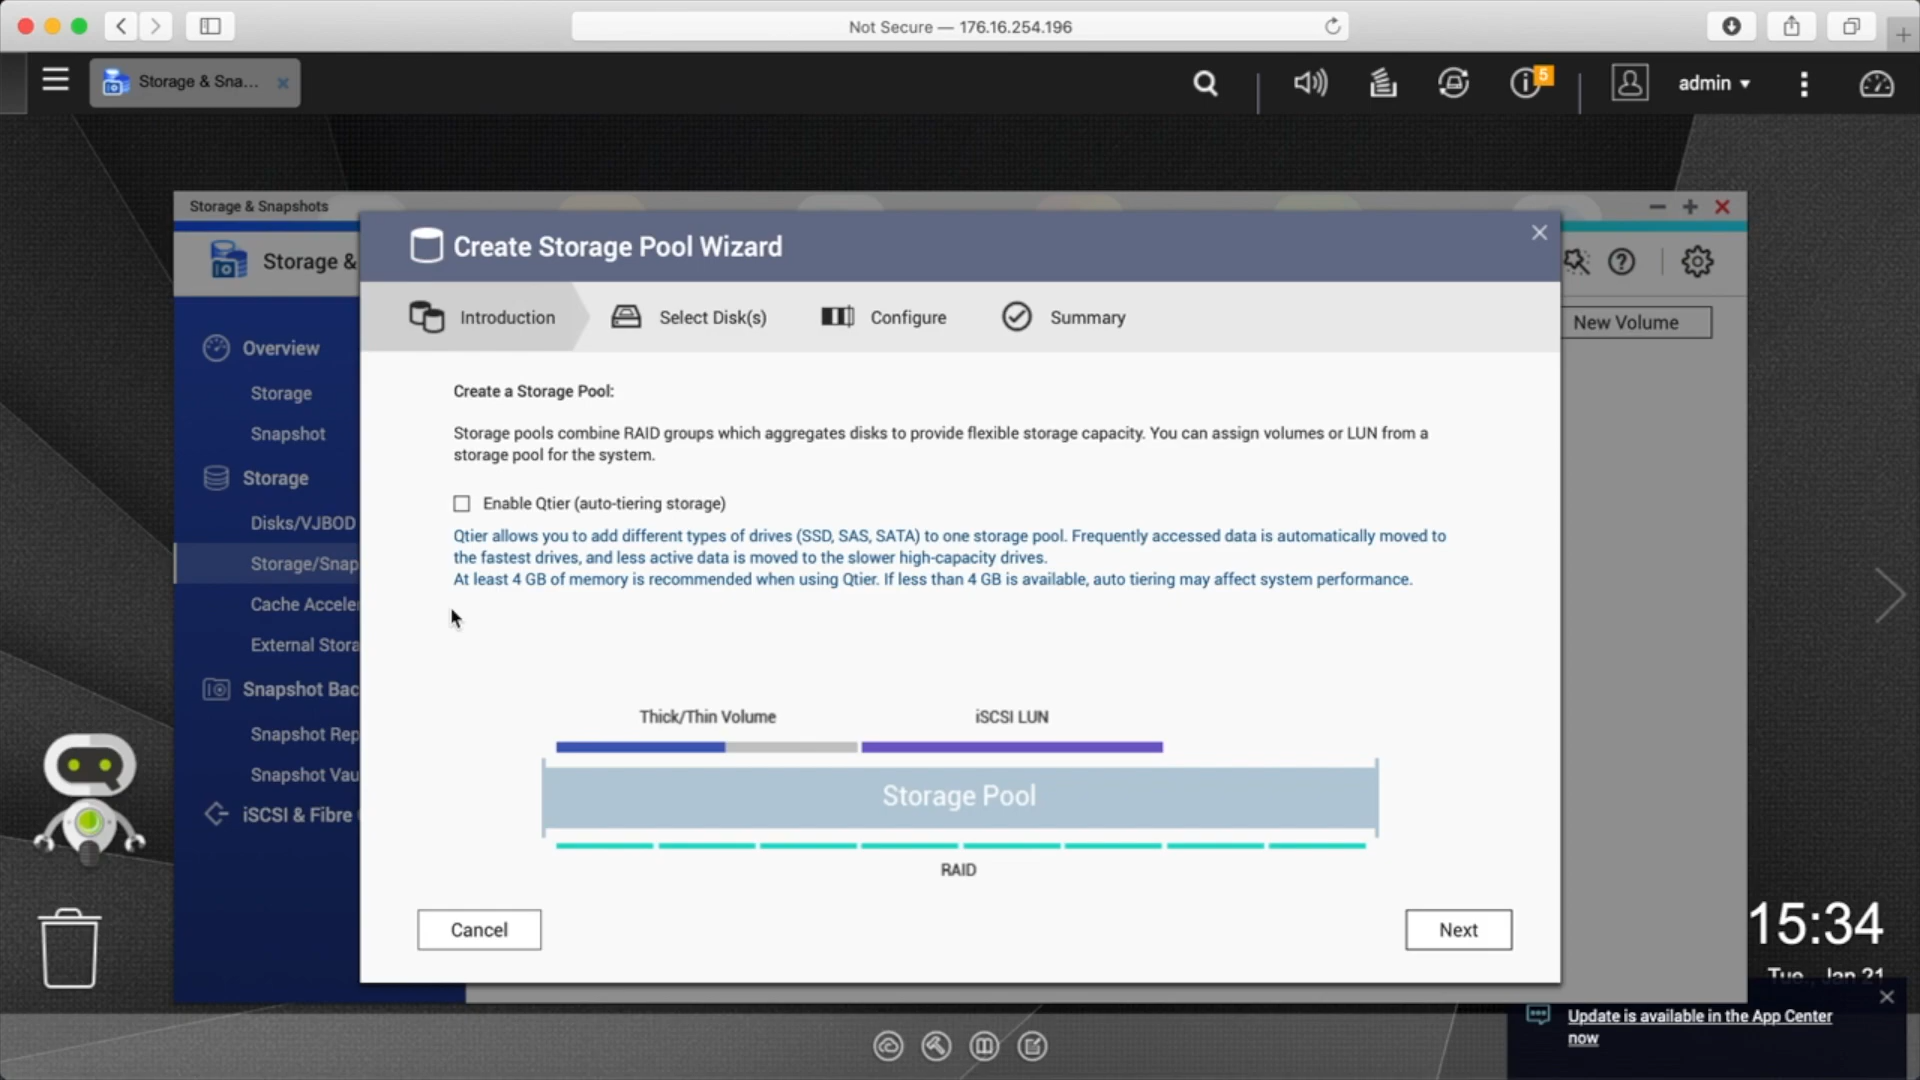 Not Secure — 176.16.254.196
Storage & Sna...
5
admin
Storage & Snapshots
Create Storage Pool Wizard
Storage &
Introduction
Select Disk(s)
Configure
Summary
New Volume
Overview
Storage
Snapshot
Storage
Disks/VJBOD
Storage/Snap
Cache Acceler
External Stora
Snapshot Bac
Snapshot Rep
Snapshot Vau
iSCSI & Fibre
Create a Storage Pool:
Storage pools combine RAID groups which aggregates disks to provide flexible storage capacity. You can assign volumes or LUN from a
storage pool for the system.
Enable Qtier (auto-tiering storage)
Qtier allows you to add different types of drives (SSD, SAS, SATA) to one storage pool. Frequently accessed data is automatically moved to
the fastest drives, and less active data is moved to the slower high-capacity drives.
At least 4 GB of memory is recommended when using Qtier. If less than 4 GB is available, auto tiering may affect system performance.
Thick/Thin Volume
iSCSI LUN
Storage Pool
RAID
Cancel
Next
15:34
Tue., Jan 21
Update is available in the App Center
now